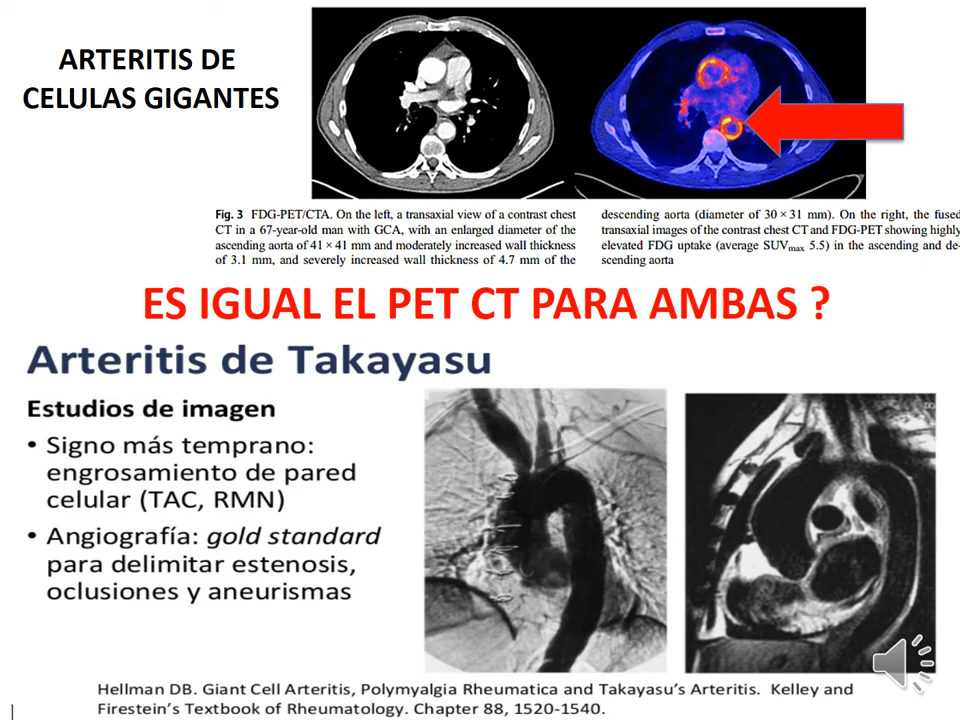 ARTERITIS DE
CELULAS GIGANTES
Fig. 3 FDG-PET/CTA. On the left, a transaxial view of a contrast chest
CT in a 67-year-old man with GCA, with an enlarged diameter of the
ascending aorta of 41 × 41 mm and moderately increased wall thickness
of 3.1 mm, and severely increased wall thickness of 4.7 mm of the
descending aorta (diameter of 30 × 31 mm). On the right, the fused
transaxial images of the contrast chest CT and FDG-PET showing highly
elevated FDG uptake (average SUVmax 5.5) in the ascending and de-
scending aorta
ES IGUAL EL PET CT PARA AMBAS ?
Arteritis de Takayasu
Estudios de imagen
• Signo más temprano:
engrosamiento de pared
celular (TAC, RMN)
• Angiografía: gold standard
para delimitar estenosis,
oclusiones y aneurismas
Hellman DB. Giant Cell Arteritis, Polymyalgia Rheumatica and Takayasu's Arteritis. Kelley and
Firestein's Textbook of Rheumatology. Chapter 88, 1520-1540.